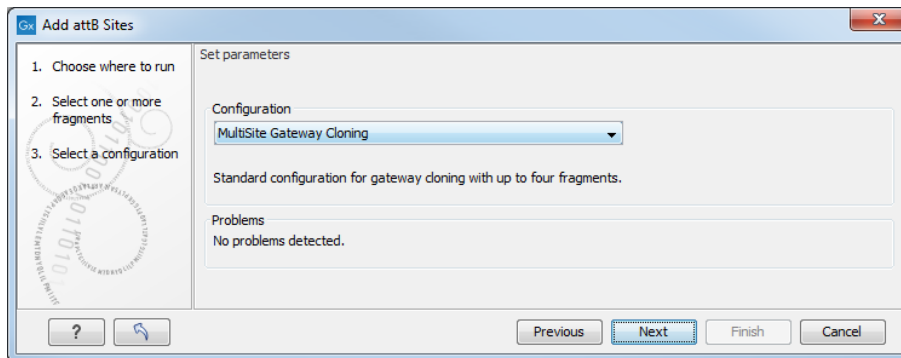 Gx Add attB Sites
1. Choose where to run
2. Select one or more
fragments
3. Select a configuration
Set parameters
Configuration
MultiSite Gateway Cloning
Standard configuration for gateway cloning with up to four fragments.
Problems
No problems detected.
?
Previous
Next
Finish
Cancel